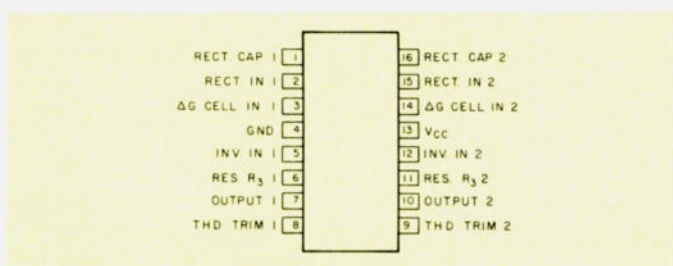 RECT. CAP 1 1 16 RECT CAP 2
RECT IN 1 2 15 RECT. IN 2
ΔG CELL IN 1 3 14 ΔG CELL IN 2
GND 4 13 VCC
INV. IN 1 5 12 INV. IN 2
RES. R3 1 6 11 RES. R3 2
OUTPUT 1 7 10 OUTPUT 2
THD TRIM 1 8 9 THD TRIM 2